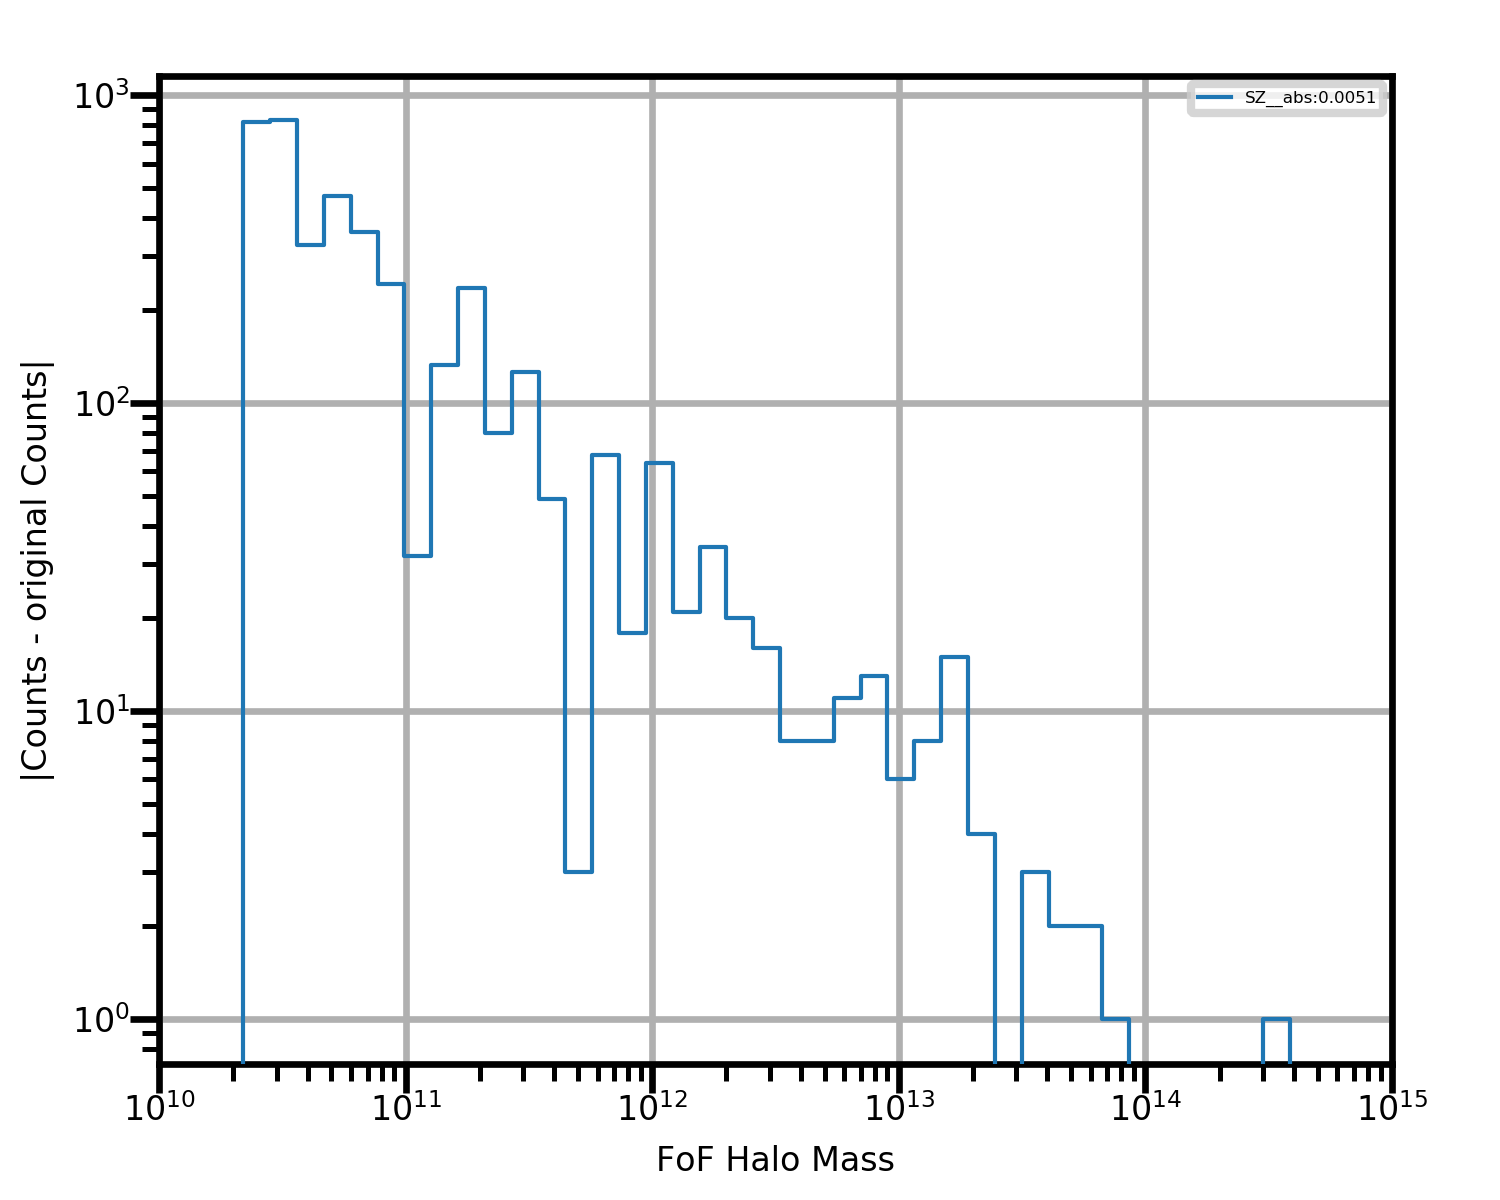 10³
SZ__abs:0.0051
10²
10¹
10⁰
|Counts - original Counts|
10¹⁰ 10¹¹ 10¹² 10¹³ 10¹⁴ 10¹⁵
FoF Halo Mass